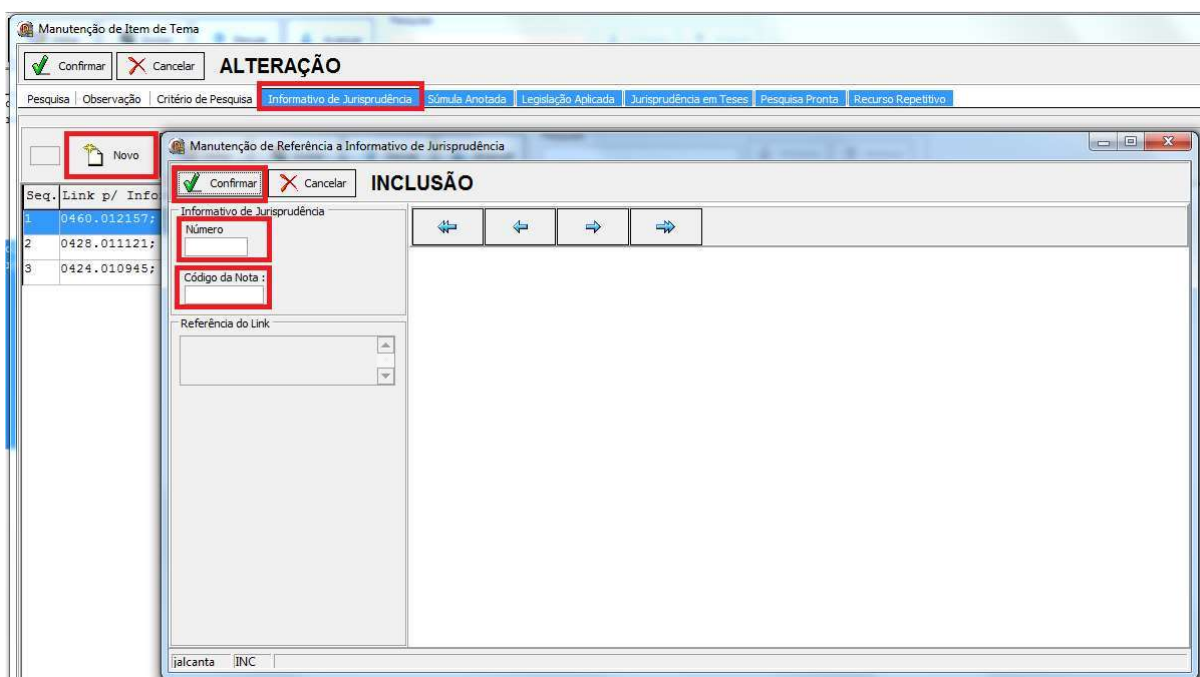 Manutenção de Item de Tema
Confirmar Cancelar ALTERAÇÃO
Pesquisa Observação Critério de Pesquisa Informativo de Jurisprudência Súmula Anotada Legislação Aplicada Jurisprudência em Teses Pesquisa Pronta Recurso Repetitivo
Novo
Seq. Link p/ Info
1 0460.012157;
2 0428.011121;
3 0424.010945;
Manutenção de Referência a Informativo de Jurisprudência
Confirmar Cancelar INCLUSÃO
Informativo de Jurisprudência
Número
Código da Nota :
Referência do Link
jalcanta INC